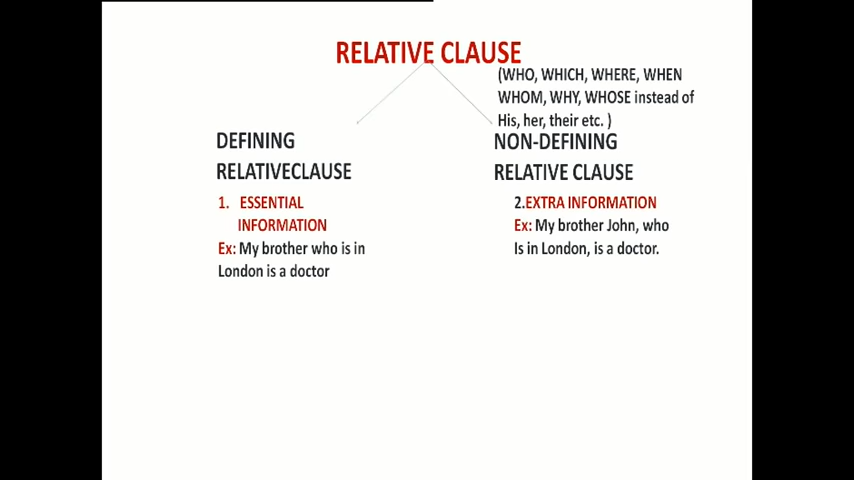 RELATIVE CLAUSE
(WHO, WHICH, WHERE, WHEN
WHOM, WHY, WHOSE instead of
His, her, their etc. )
DEFINING
RELATIVECLAUSE
1. ESSENTIAL
INFORMATION
Ex: My brother who is in
London is a doctor
NON-DEFINING
RELATIVE CLAUSE
2.EXTRA INFORMATION
Ex: My brother John, who
Is in London, is a doctor.